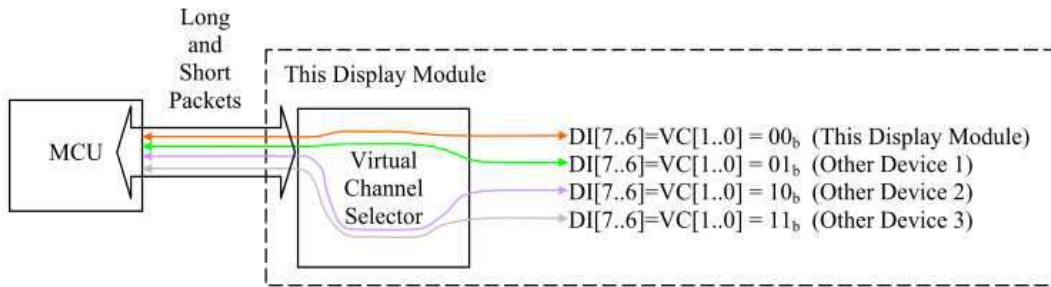 Long
and
Short
Packets
This Display Module
MCU
Virtual
Channel
Selector
DI[7..6]=VC[1..0] = 00b (This Display Module)
DI[7..6]=VC[1..0] = 01b (Other Device 1)
DI[7..6]=VC[1..0] = 10b (Other Device 2)
DI[7..6]=VC[1..0] = 11b (Other Device 3)